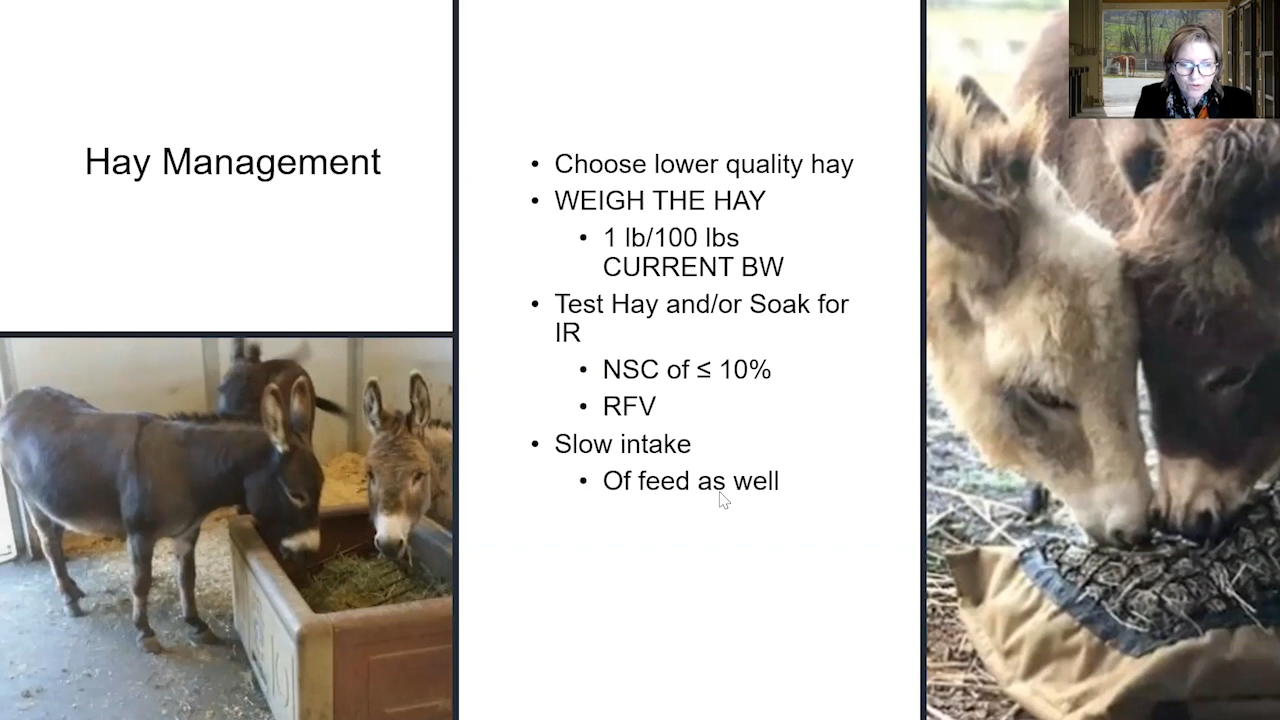 Hay Management
• Choose lower quality hay
• WEIGH THE HAY
• 1 lb/100 lbs
CURRENT BW
• Test Hay and/or Soak for
IR
• NSC of ≤ 10%
• RFV
• Slow intake
• Of feed as well